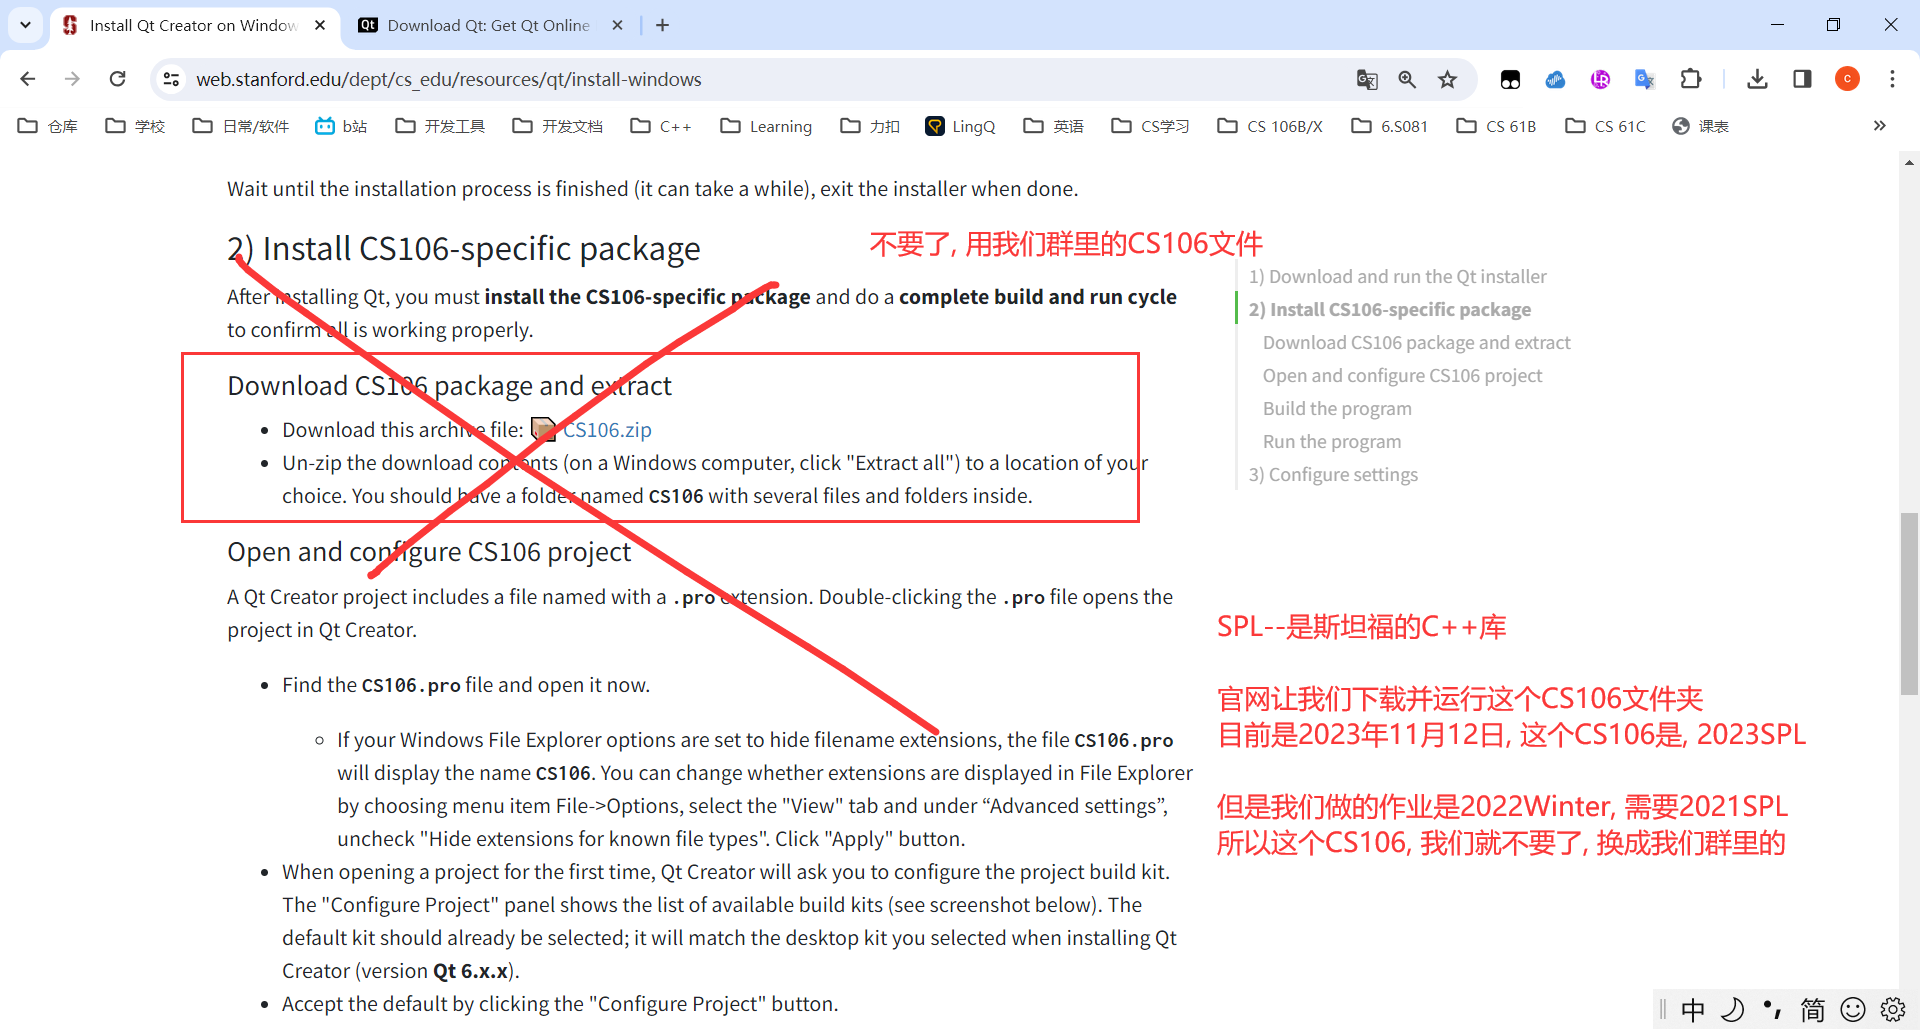 Install Qt Creator on Window
Download Qt: Get Qt Online
web.stanford.edu/dept/cs_edu/resources/qt/install-windows
C
仓库 学校 日常/软件 b站 开发工具 开发文档 C++ Learning 力扣 LingQ 英语 CS学习 CS 106B/X 6.S081 CS 61B CS 61C 课表
Wait until the installation process is finished (it can take a while), exit the installer when done.
2) Install CS106-specific package
不要了, 用我们群里的CS106文件
After installing Qt, you must install the CS106-specific package and do a complete build and run cycle
to confirm all is working properly.
Download CS106 package and extract
Download this archive file: CS106.zip
Un-zip the download contents (on a Windows computer, click "Extract all") to a location of your
choice. You should have a folder named CS106 with several files and folders inside.
Open and configure CS106 project
A Qt Creator project includes a file named with a .pro extension. Double-clicking the .pro file opens the
project in Qt Creator.
Find the CS106.pro file and open it now.
If your Windows File Explorer options are set to hide filename extensions, the file CS106.pro
will display the name CS106. You can change whether extensions are displayed in File Explorer
by choosing menu item File->Options, select the "View" tab and under “Advanced settings”,
uncheck "Hide extensions for known file types". Click "Apply" button.
When opening a project for the first time, Qt Creator will ask you to configure the project build kit.
The "Configure Project" panel shows the list of available build kits (see screenshot below). The
default kit should already be selected; it will match the desktop kit you selected when installing Qt
Creator (version Qt 6.x.x).
Accept the default by clicking the "Configure Project" button.
1) Download and run the Qt installer
2) Install CS106-specific package
Download CS106 package and extract
Open and configure CS106 project
Build the program
Run the program
3) Configure settings
SPL--是斯坦福的C++库
官网让我们下载并运行这个CS106文件夹
目前是2023年11月12日, 这个CS106是, 2023SPL
但是我们做的作业是2022Winter, 需要2021SPL
所以这个CS106, 我们就不要了, 换成我们群里的
中 简